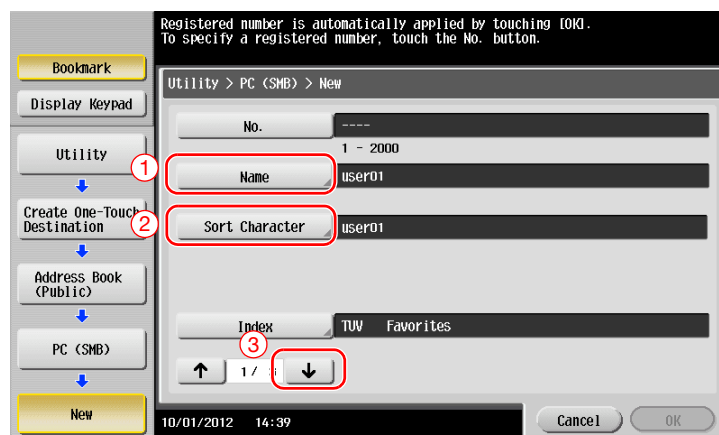 Registered number is automatically applied by touching [OK].
To specify a registered number, touch the No. button.
Bookmark
Display Keypad
Utility > PC (SMB) > New
No.
----
1 - 2000
Utility
1
Name
user01
Create One-Touch
Destination
2
Sort Character
user01
Address Book
(Public)
Index
TUV Favorites
PC (SMB)
3
↑
1/
↓
New
10/01/2012 14:39
Cancel
OK